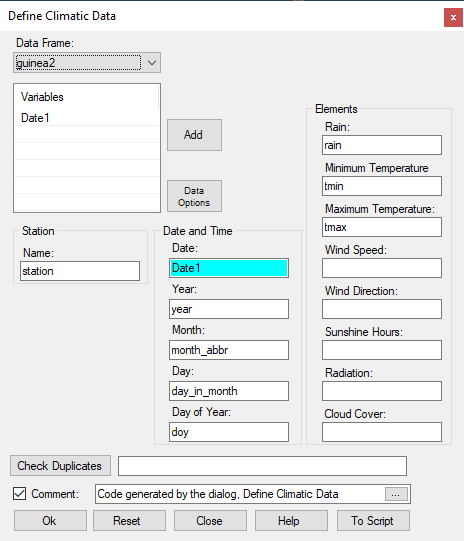 Define Climatic Data
x
Data Frame:
guinea2
Variables
Date1
Add
Data
Options
Station
Name:
station
Date and Time
Date:
Date1
Year:
year
Month:
month_abbr
Day:
day_in_month
Day of Year:
doy
Elements
Rain:
rain
Minimum Temperature
tmin
Maximum Temperature:
tmax
Wind Speed:
Wind Direction:
Sunshine Hours:
Radiation:
Cloud Cover:
Check Duplicates
Comment:
Code generated by the dialog, Define Climatic Data
...
Ok
Reset
Close
Help
To Script